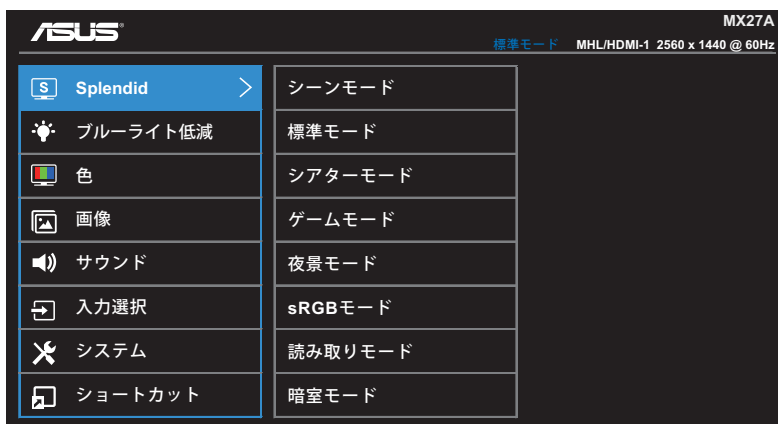 ASUS
MX27A
標準モード MHL/HDMI-1 2560 x 1440 @ 60Hz
S Splendid
ブルーライト低減
色
画像
サウンド
入力選択
システム
ショートカット
シーンモード
標準モード
シアターモード
ゲームモード
夜景モード
sRGBモード
読み取りモード
暗室モード